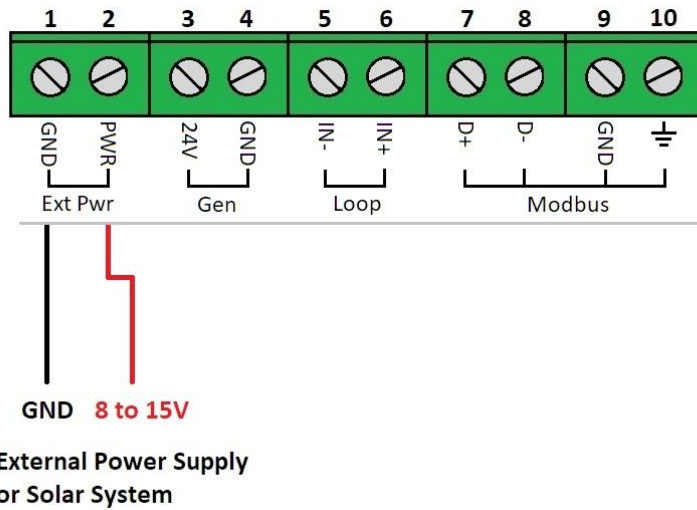 1 2 3 4 5 6 7 8 9 10
GND PWR 24V GND IN- IN+ D+ D- GND
Ext Pwr Gen Loop Modbus
GND 8 to 15V
External Power Supply
or Solar System